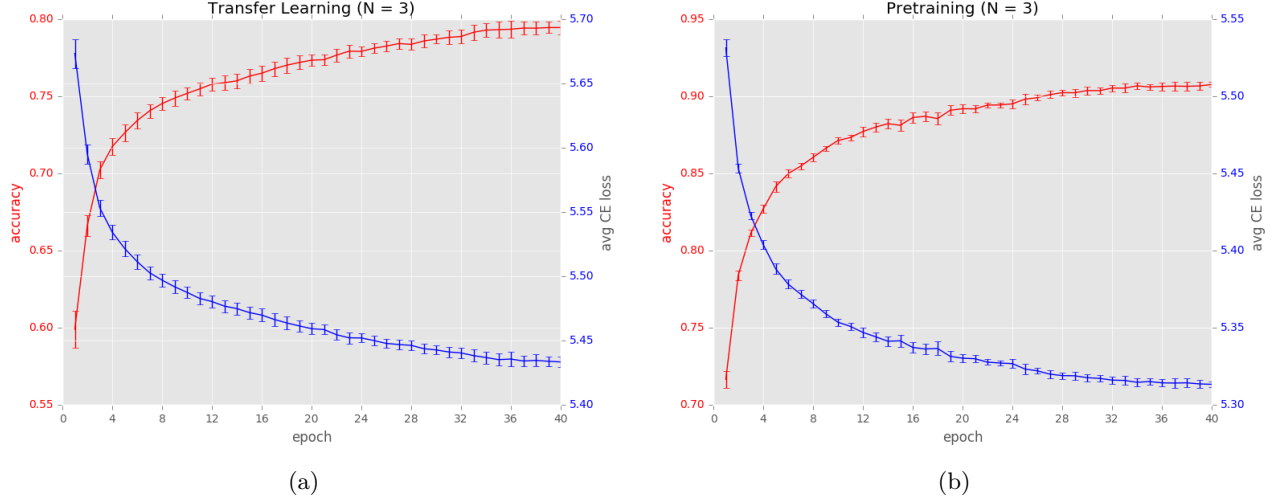 Transfer Learning (N = 3)
0.80
0.75
0.70
0.65
0.60
0.55
accuracy
5.70
5.65
5.60
5.55
5.50
5.45
5.40
avg CE loss
0 4 8 12 16 20 24 28 32 36 40
epoch
(a)
Pretraining (N = 3)
0.95
0.90
0.85
0.80
0.75
0.70
accuracy
5.55
5.50
5.45
5.40
5.35
5.30
avg CE loss
0 4 8 12 16 20 24 28 32 36 40
epoch
(b)